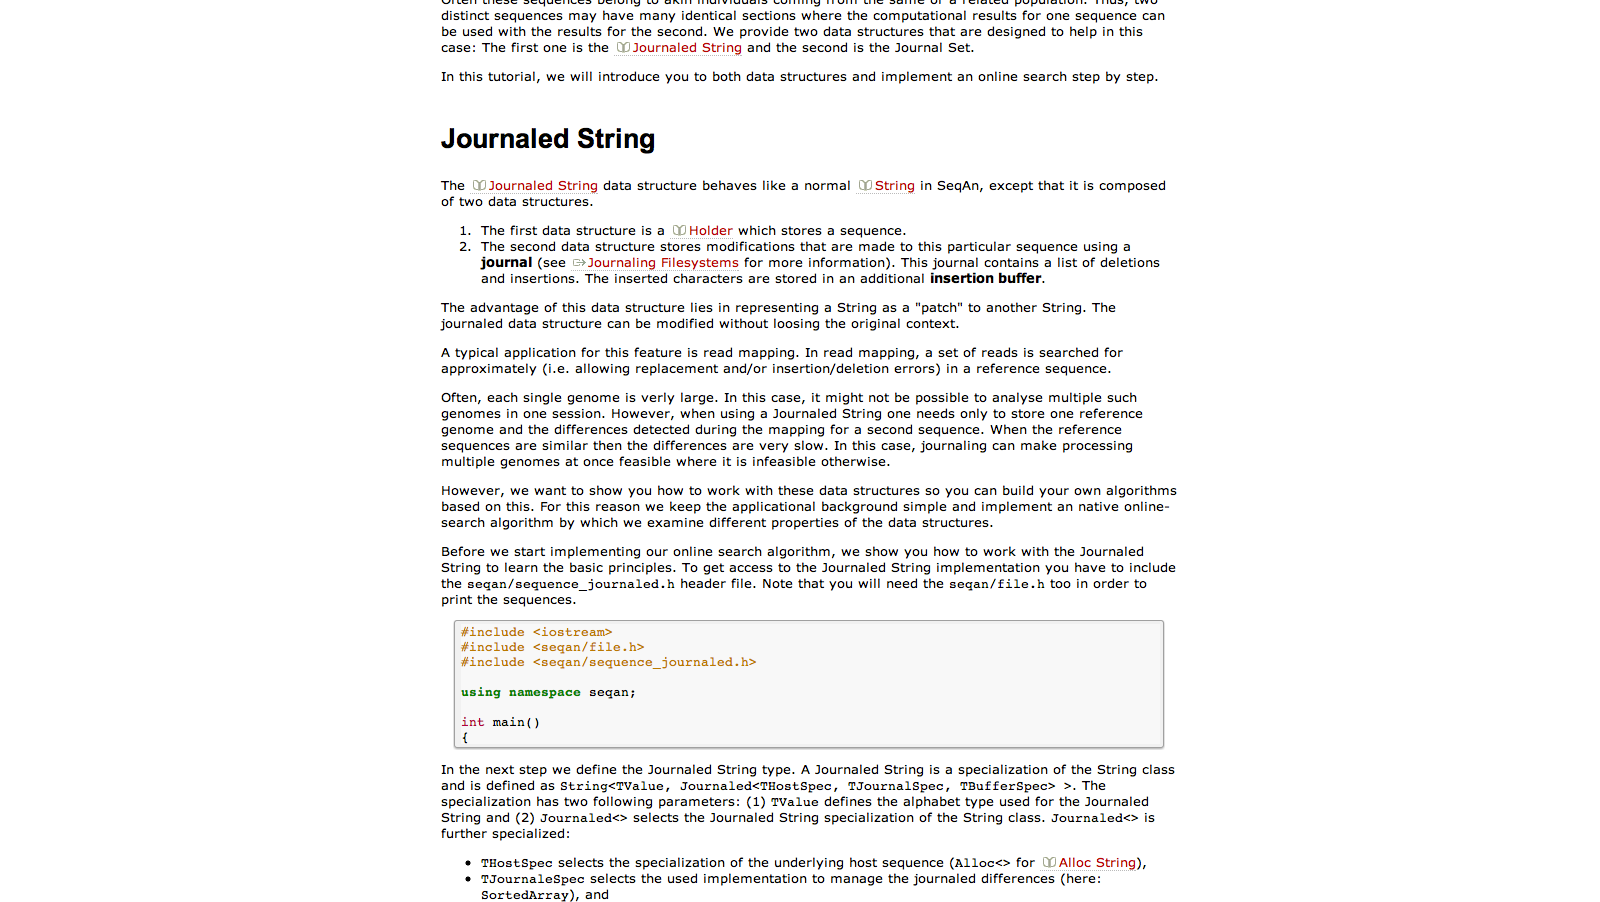 Often these sequences belong to akin individuals coming from the same or a related population. Thus, two
distinct sequences may have many identical sections where the computational results for one sequence can
be used with the results for the second. We provide two data structures that are designed to help in this
case: The first one is the Journaled String and the second is the Journal Set.
In this tutorial, we will introduce you to both data structures and implement an online search step by step.
Journaled String
The Journaled String data structure behaves like a normal String in SeqAn, except that it is composed
of two data structures.
1. The first data structure is a Holder which stores a sequence.
2. The second data structure stores modifications that are made to this particular sequence using a
journal (see Journaling Filesystems for more information). This journal contains a list of deletions
and insertions. The inserted characters are stored in an additional insertion buffer.
The advantage of this data structure lies in representing a String as a "patch" to another String. The
journaled data structure can be modified without loosing the original context.
A typical application for this feature is read mapping. In read mapping, a set of reads is searched for
approximately (i.e. allowing replacement and/or insertion/deletion errors) in a reference sequence.
Often, each single genome is verly large. In this case, it might not be possible to analyse multiple such
genomes in one session. However, when using a Journaled String one needs only to store one reference
genome and the differences detected during the mapping for a second sequence. When the reference
sequences are similar then the differences are very slow. In this case, journaling can make processing
multiple genomes at once feasible where it is infeasible otherwise.
However, we want to show you how to work with these data structures so you can build your own algorithms
based on this. For this reason we keep the applicational background simple and implement an native online-
search algorithm by which we examine different properties of the data structures.
Before we start implementing our online search algorithm, we show you how to work with the Journaled
String to learn the basic principles. To get access to the Journaled String implementation you have to include
the seqan/sequence_journaled.h header file. Note that you will need the seqan/file.h too in order to
print the sequences.
#include <iostream>
#include <seqan/file.h>
#include <seqan/sequence_journaled.h>
using namespace seqan;
int main()
{
In the next step we define the Journaled String type. A Journaled String is a specialization of the String class
and is defined as String<TValue, Journaled<THostSpec, TJournalSpec, TBufferSpec> >. The
specialization has two following parameters: (1) TValue defines the alphabet type used for the Journaled
String and (2) Journaled<> selects the Journaled String specialization of the String class. Journaled<> is
further specialized:
• THostSpec selects the specialization of the underlying host sequence (Alloc<> for Alloc String),
• TJournaleSpec selects the used implementation to manage the journaled differences (here:
SortedArray), and